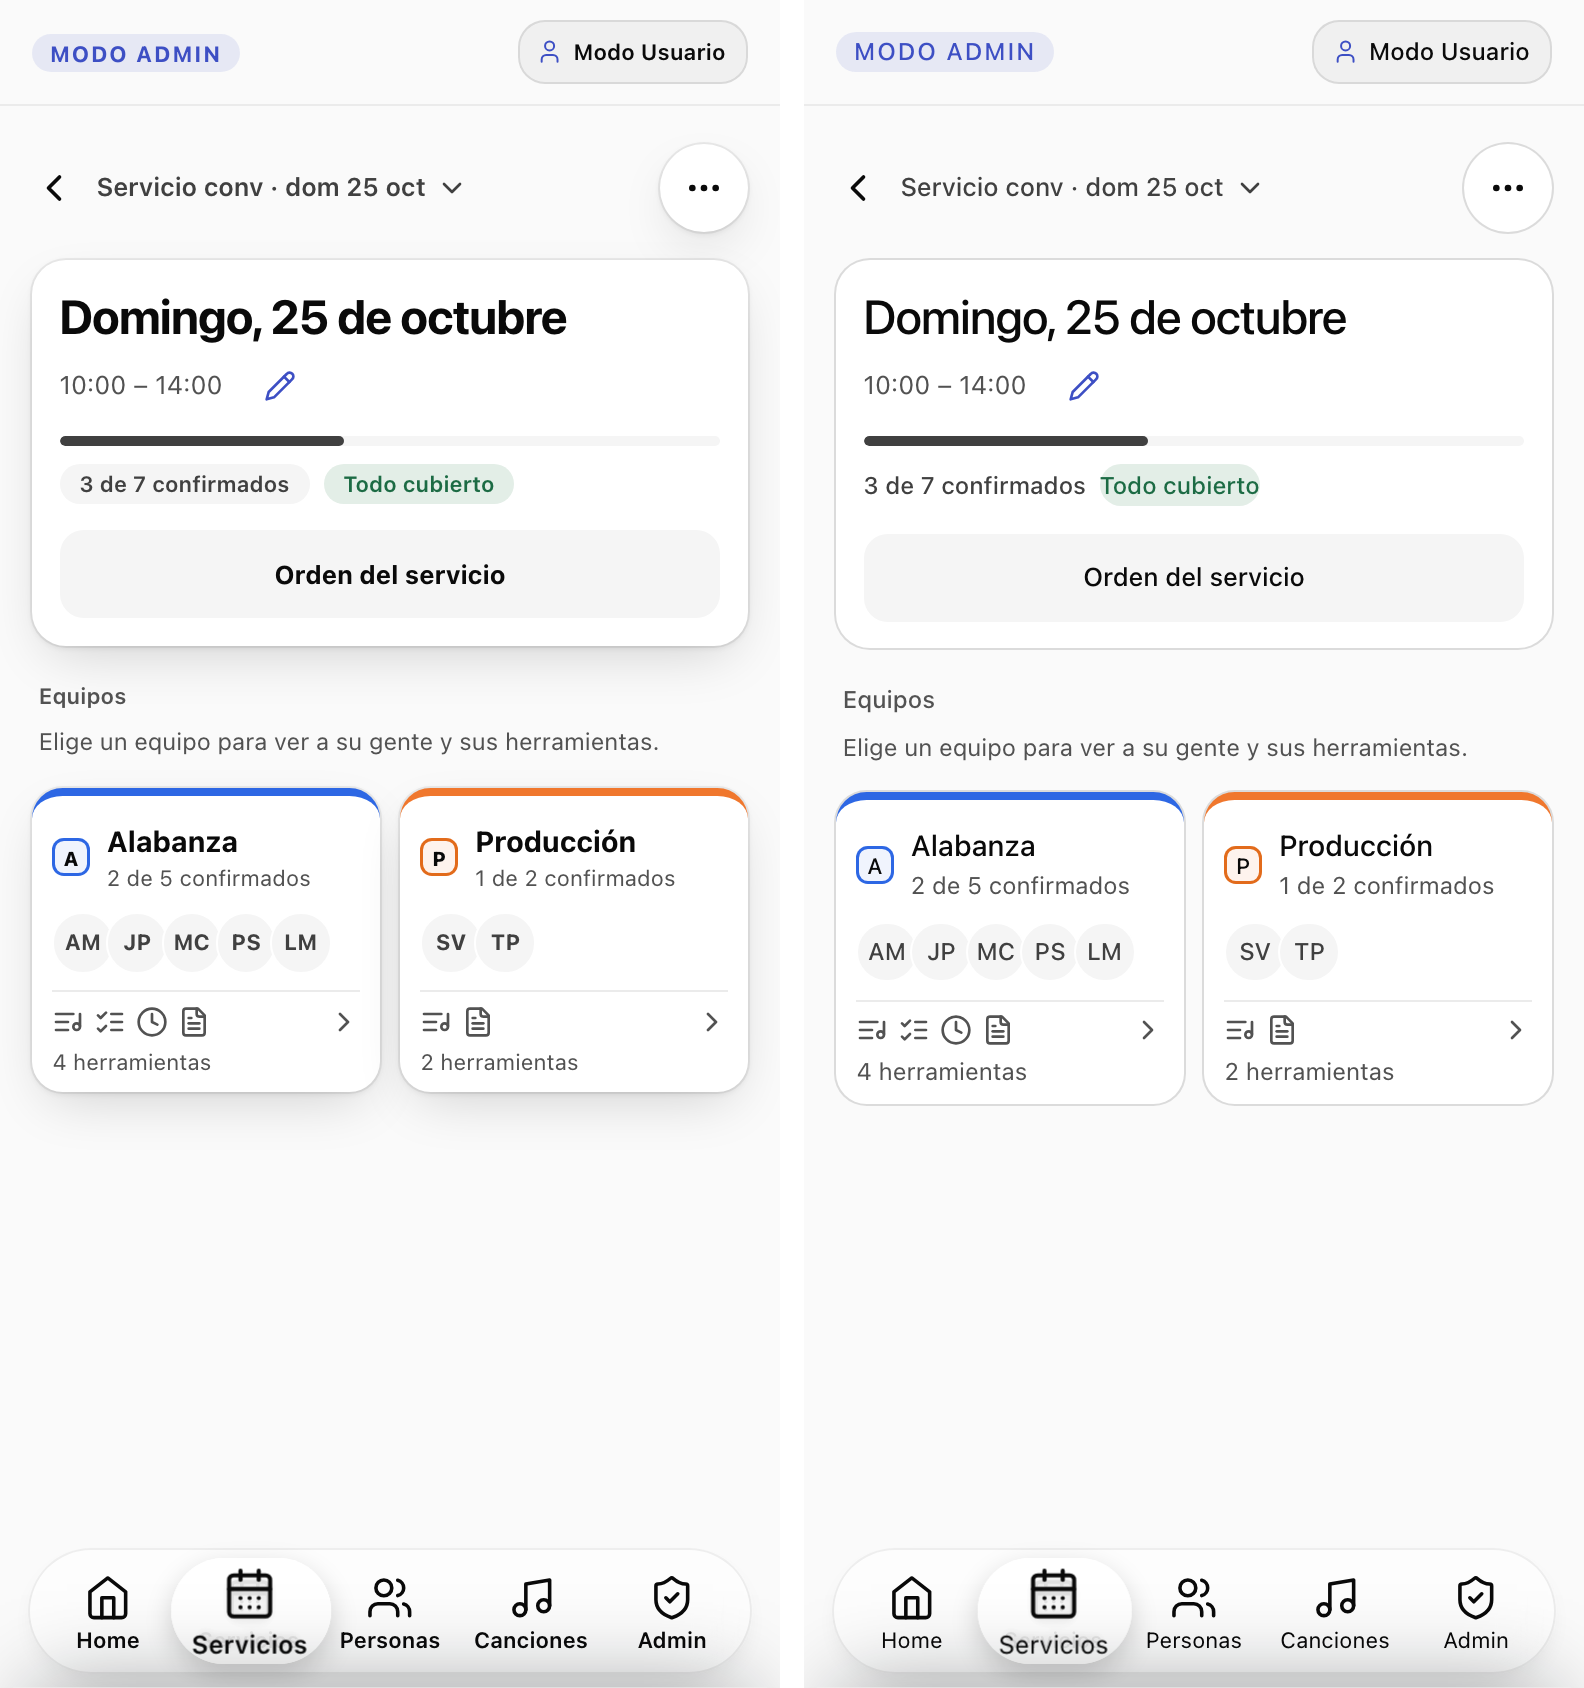 MODO ADMIN
Modo Usuario
Servicio conv · dom 25 oct
Domingo, 25 de octubre
10:00 – 14:00
3 de 7 confirmados
Todo cubierto
Orden del servicio
Equipos
Elige un equipo para ver a su gente y sus herramientas.
A
Alabanza
2 de 5 confirmados
AM JP MC PS LM
4 herramientas
P
Producción
1 de 2 confirmados
SV TP
2 herramientas
Home
Servicios
Personas
Canciones
Admin
MODO ADMIN
Modo Usuario
Servicio conv · dom 25 oct
Domingo, 25 de octubre
10:00 – 14:00
3 de 7 confirmados
Todo cubierto
Orden del servicio
Equipos
Elige un equipo para ver a su gente y sus herramientas.
A
Alabanza
2 de 5 confirmados
AM JP MC PS LM
4 herramientas
P
Producción
1 de 2 confirmados
SV TP
2 herramientas
Home
Servicios
Personas
Canciones
Admin